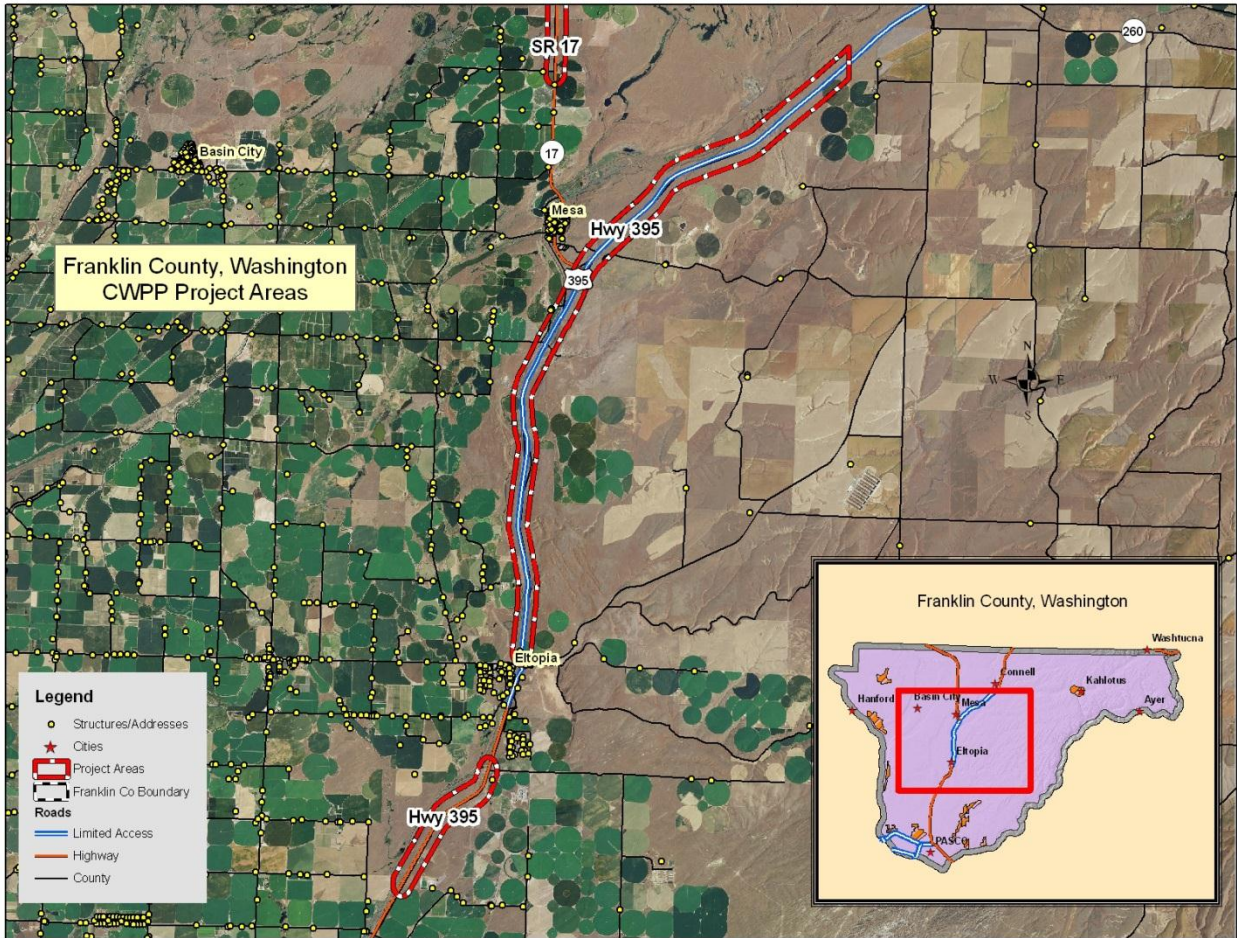 SR 17
260
Basin City
17
Mesa
Hwy 395
Franklin County, Washington
CWPP Project Areas
395
N
W E
S
Eltopia
Hwy 395
Legend
Structures/Addresses
Cities
Project Areas
Franklin Co Boundary
Roads
Limited Access
Highway
County
Franklin County, Washington
Washtucna
Connell
Kahlotus
Hanford
Basin City
Mesa
Ayer
Eltopia
PASCO